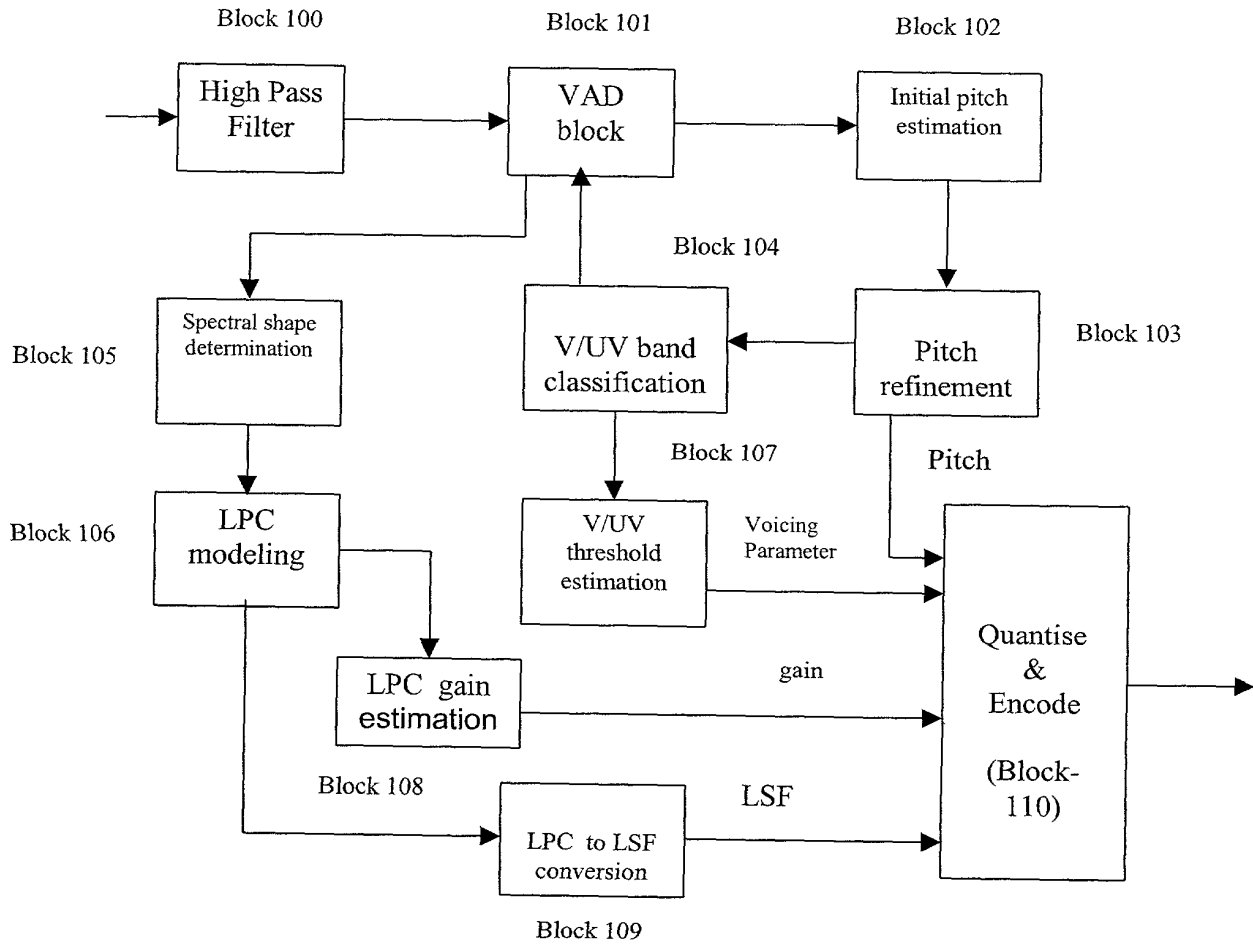 Block 100
Block 101
Block 102
High Pass
Filter
VAD
block
Initial pitch
estimation
Block 104
Block 105
Spectral shape
determination
V/UV band
classification
Pitch
refinement
Block 103
Block 107
Pitch
Block 106
LPC
modeling
V/UV
threshold
estimation
Voicing
Parameter
LPC gain
estimation
gain
Quantise
&
Encode
(Block-
110)
Block 108
LPC to LSF
conversion
LSF
Block 109